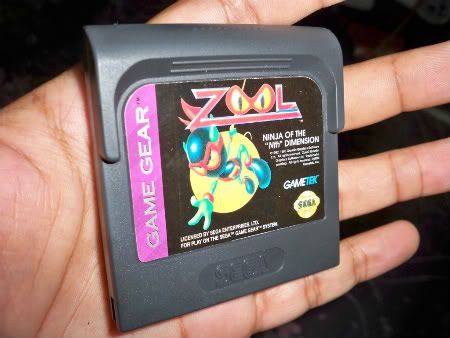 GAME GEAR
ZOOL
NINJA OF THE
"Nth" DIMENSION
GAMETEK
SEGA
LICENSED BY SEGA ENTERPRISES, LTD.
FOR PLAY ON THE SEGA™ GAME GEAR™ SYSTEM.
SEGA